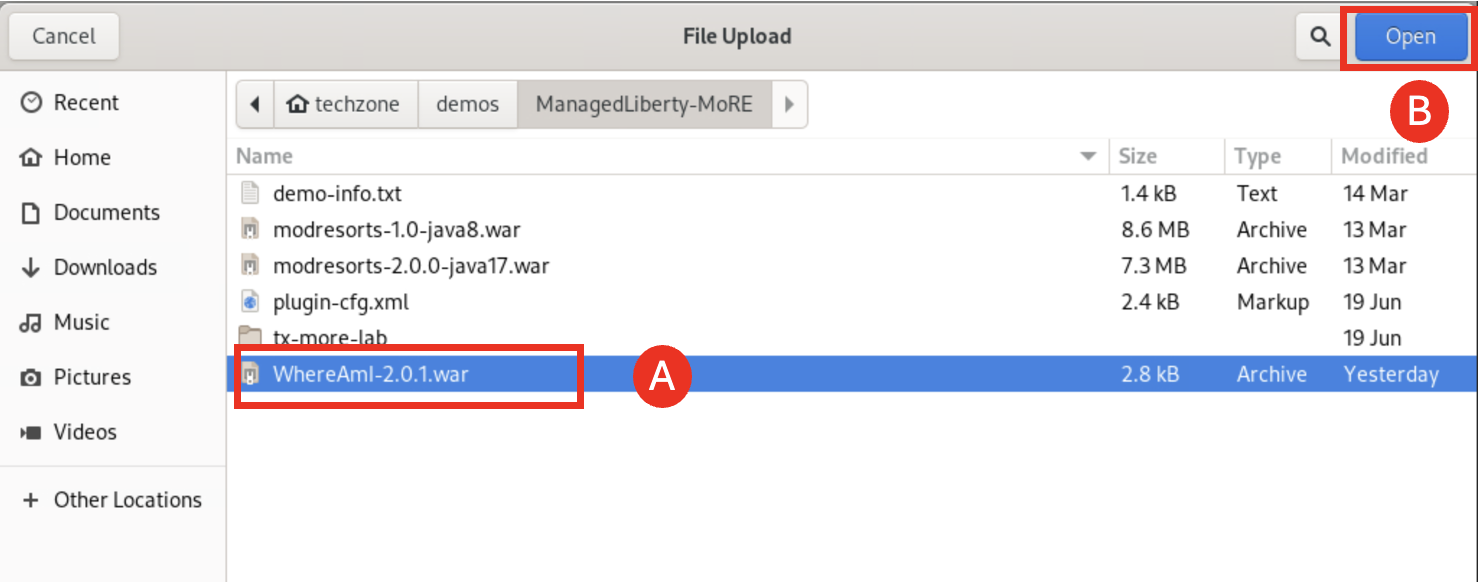 Cancel File Upload Open
B
Recent
Home
Documents
Downloads
Music
Pictures
Videos
Other Locations
techzone demos ManagedLiberty-MoRE
Name Size Type Modified
demo-info.txt 1.4 kB Text 14 Mar
modresorts-1.0-java8.war 8.6 MB Archive 13 Mar
modresorts-2.0.0-java17.war 7.3 MB Archive 13 Mar
plugin-cfg.xml 2.4 kB Markup 19 Jun
tx-more-lab 19 Jun
WhereAmI-2.0.1.war A 2.8 kB Archive Yesterday